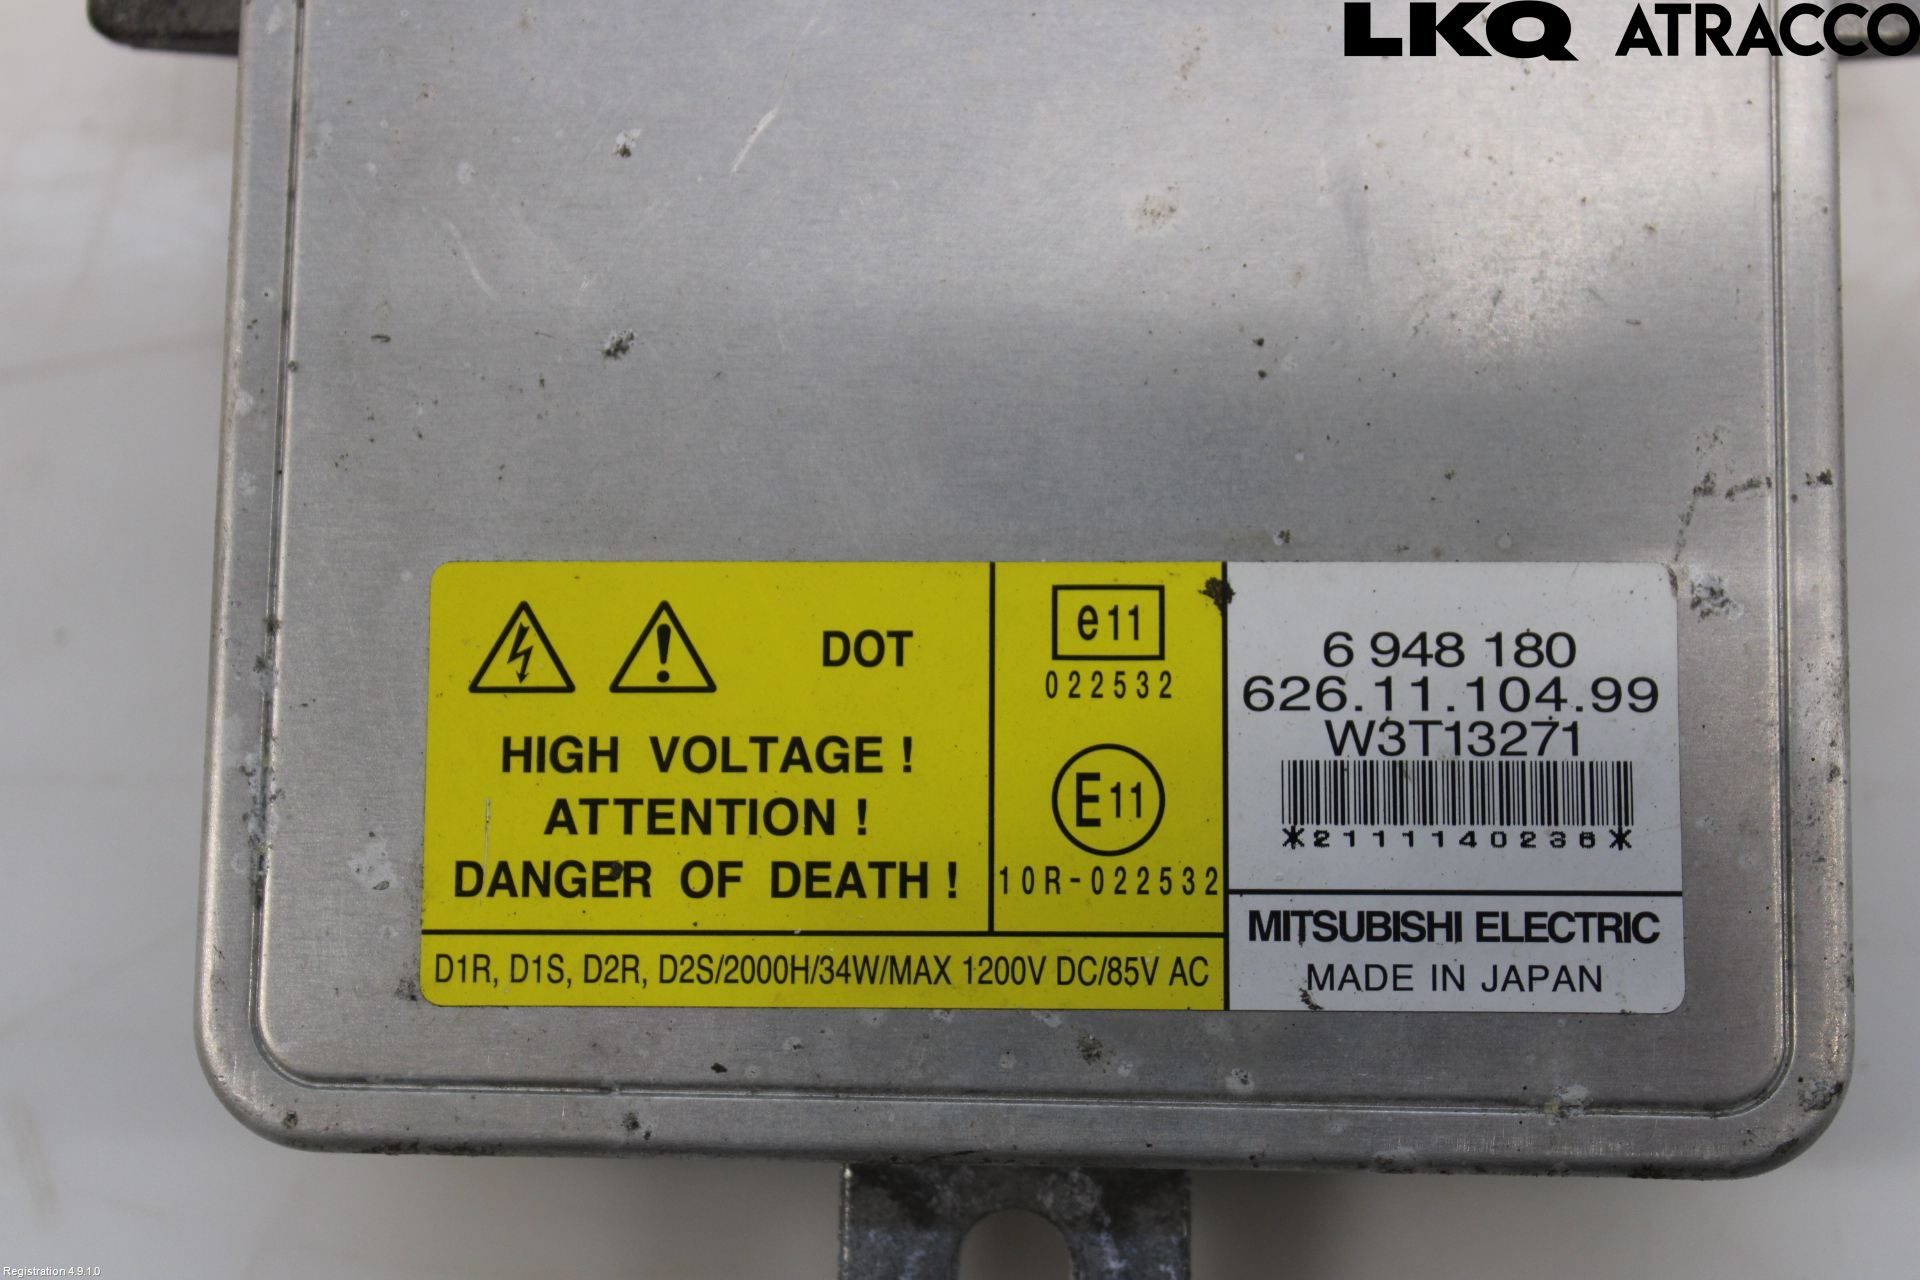 LKQ ATRACCO
DOT
HIGH VOLTAGE !
ATTENTION !
DANGER OF DEATH !
e11
022532
E11
10R-022532
D1R, D1S, D2R, D2S/2000H/34W/MAX 1200V DC/85V AC
6 948 180
626.11.104.99
W3T13271
*21111140236*
MITSUBISHI ELECTRIC
MADE IN JAPAN
Registration 4.9.1.0